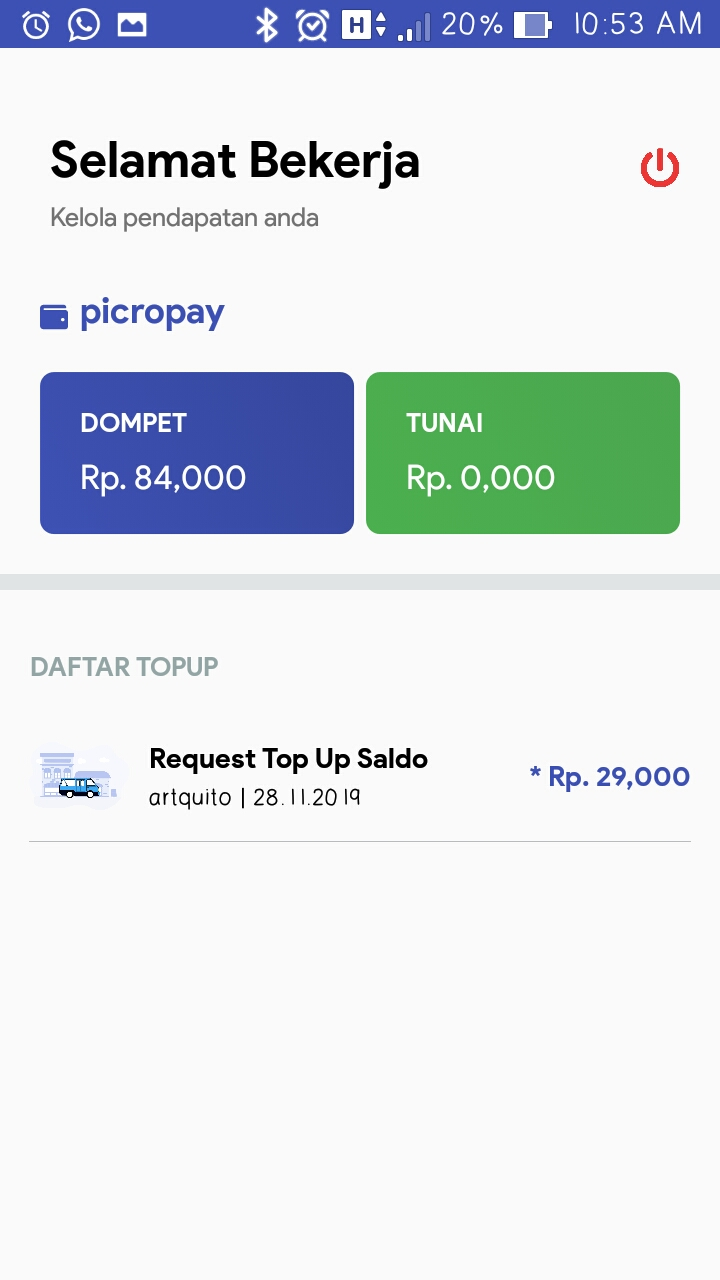 H 20% 10:53 AM
Selamat Bekerja
Kelola pendapatan anda
picropay
DOMPET
Rp. 84,000
TUNAI
Rp. 0,000
DAFTAR TOPUP
Request Top Up Saldo
artquito | 28.11.2019
* Rp. 29,000